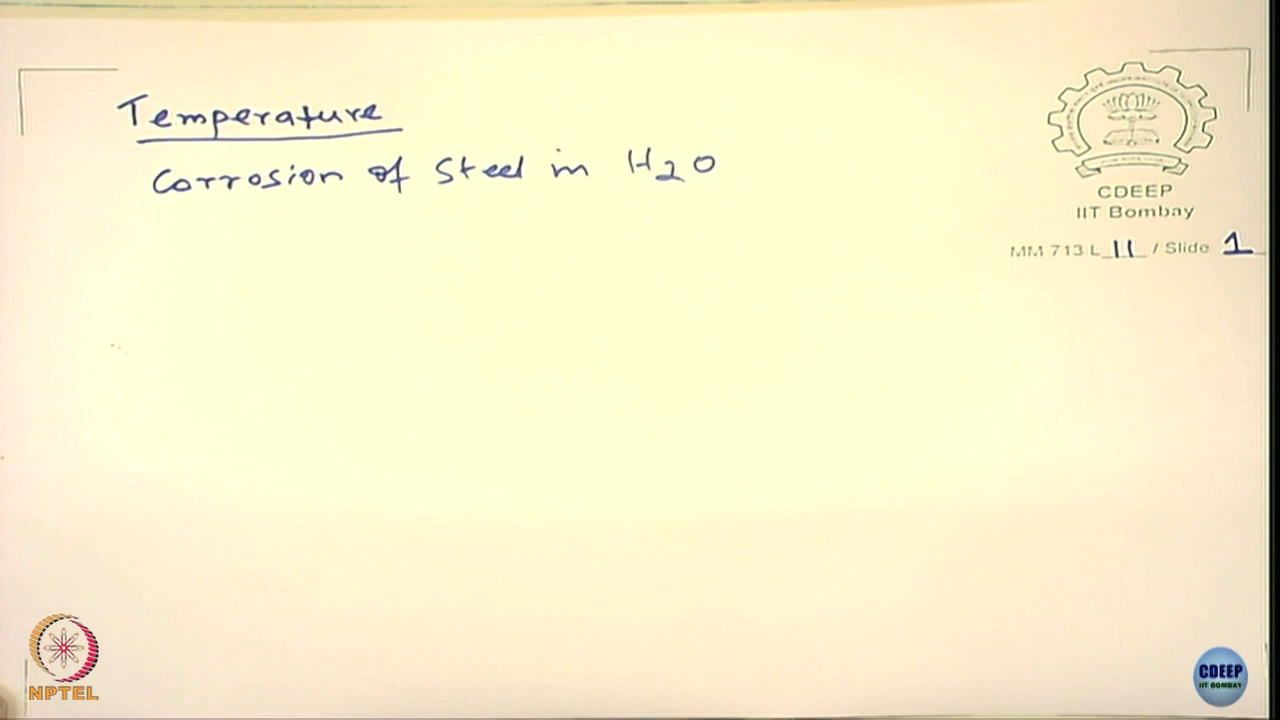 Temperature
Corrosion of Steel in H2O
CDEEP
IIT Bombay
MM 713 L 11 / Slide 1
NPTEL
CDEEP
IIT BOMBAY